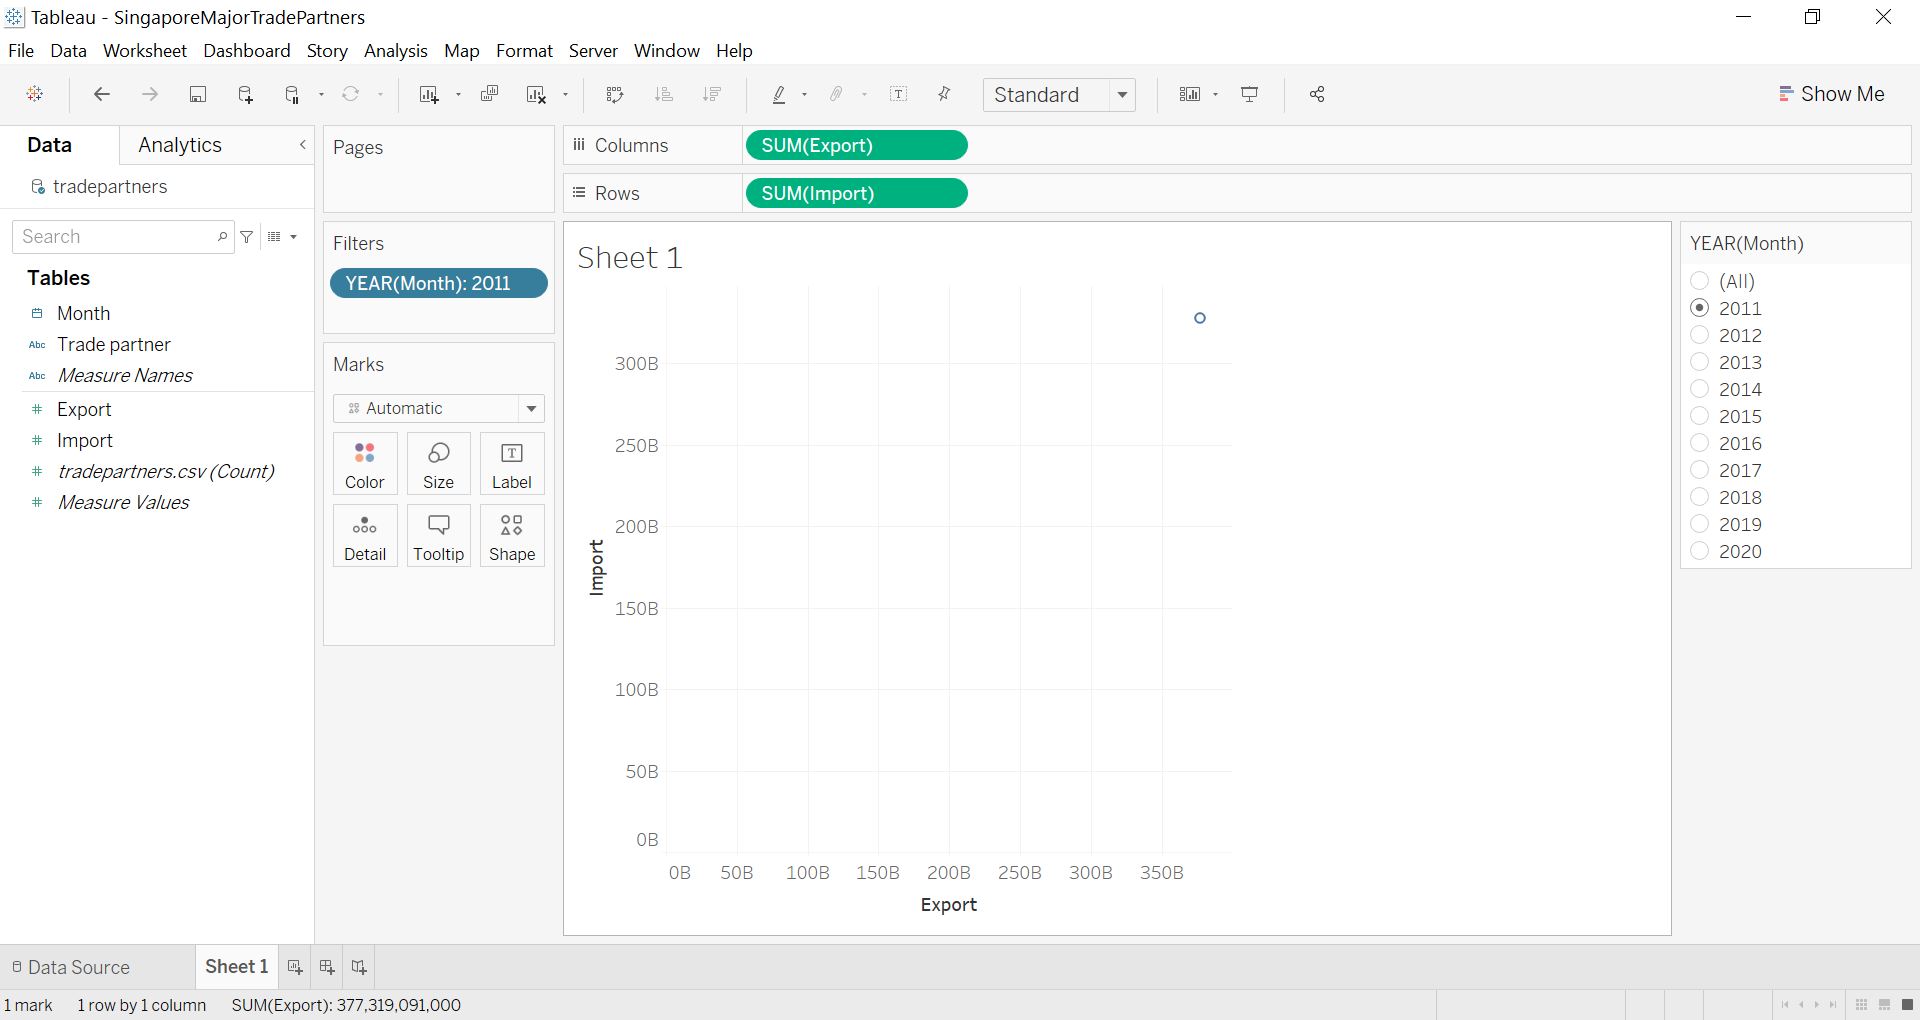 Tableau - SingaporeMajorTradePartners
File Data Worksheet Dashboard Story Analysis Map Format Server Window Help
Standard
Show Me
Data Analytics
tradepartners
Search
Tables
Month
Abc Trade partner
Abc Measure Names
# Export
# Import
# tradepartners.csv (Count)
# Measure Values
Pages
Filters
YEAR(Month): 2011
Marks
Automatic
Color Size T Label
Detail Tooltip Shape
Columns SUM(Export)
Rows SUM(Import)
Sheet 1
300B
250B
200B
150B
100B
50B
0B
Import
0B 50B 100B 150B 200B 250B 300B 350B
Export
YEAR(Month)
(All)
2011
2012
2013
2014
2015
2016
2017
2018
2019
2020
Data Source Sheet 1
1 mark 1 row by 1 column SUM(Export): 377,319,091,000